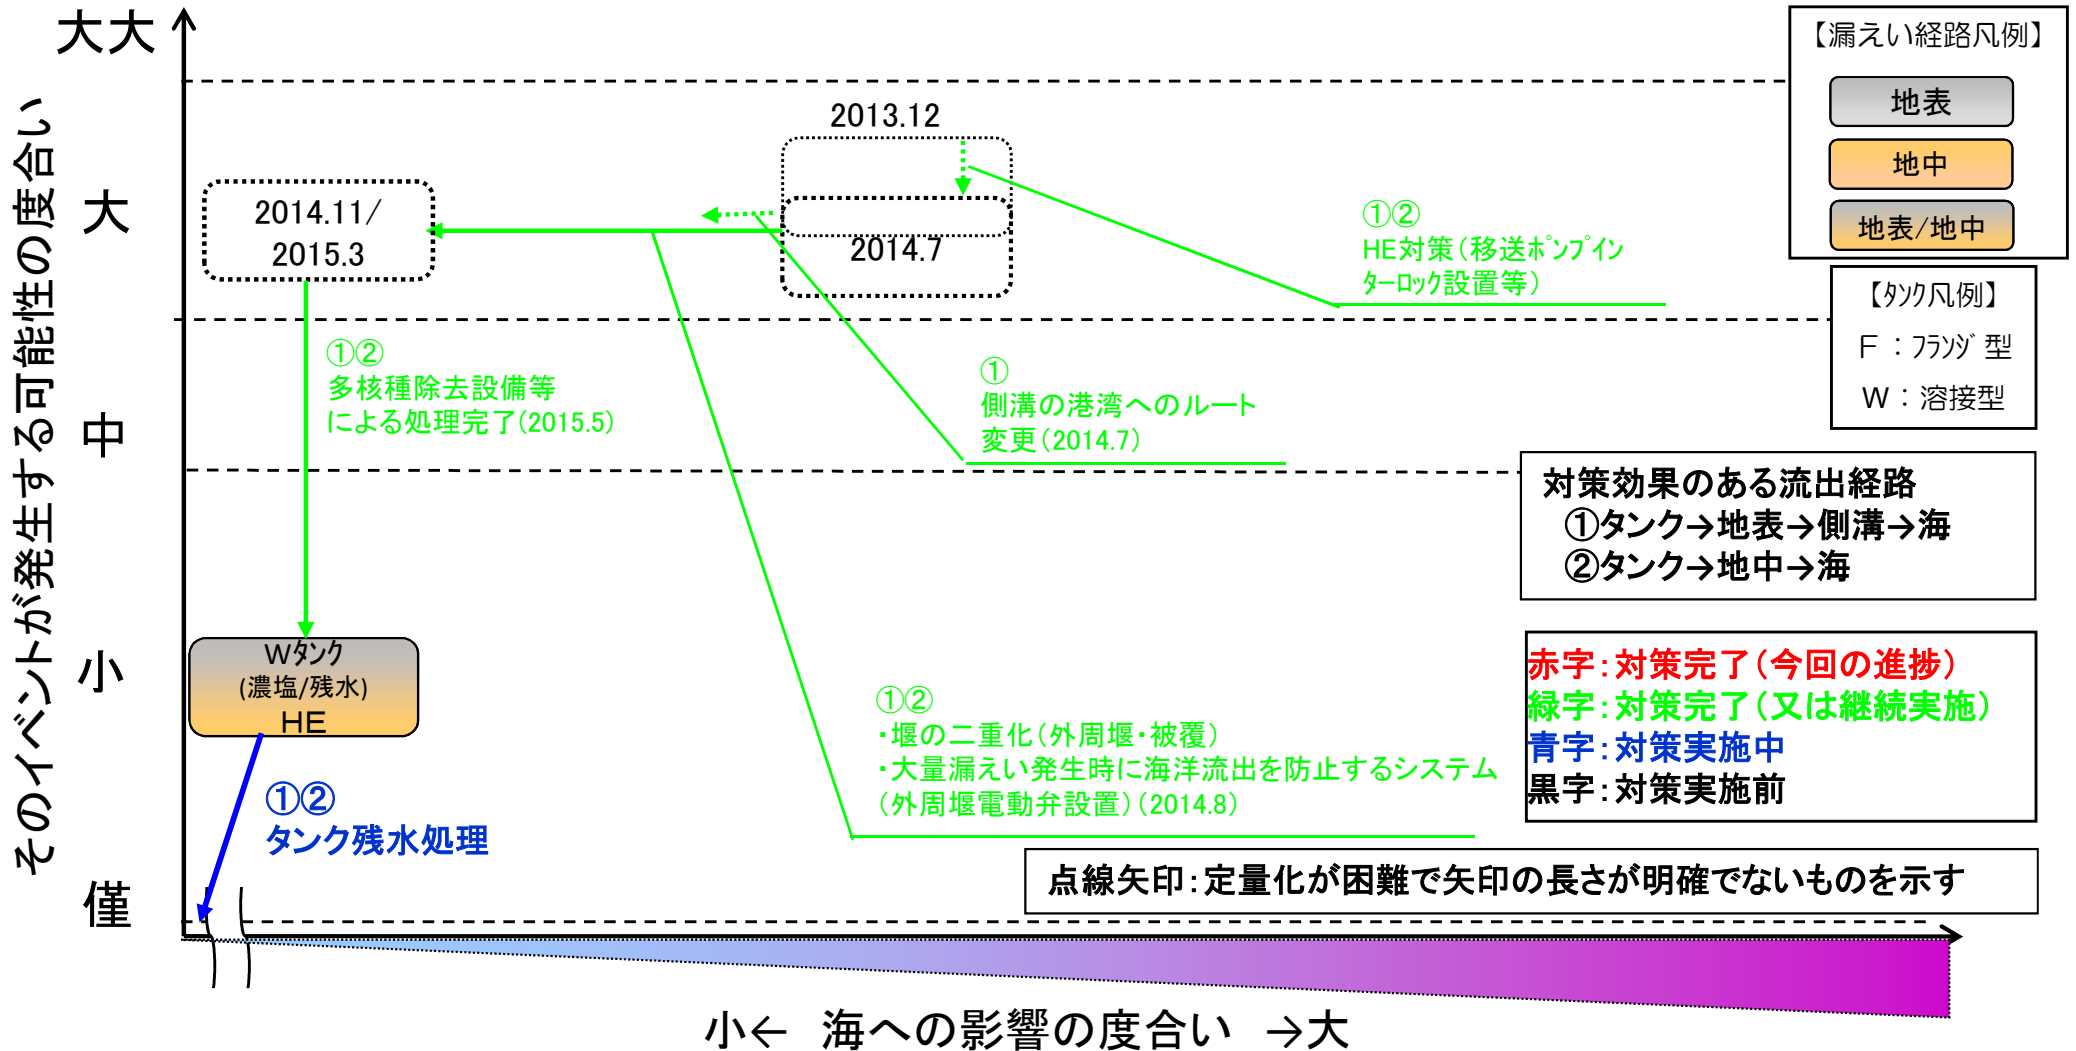 そのイベントが発生する可能性の度合い
大大
大
中
小
僅
2013.12
2014.7
2014.11/
2015.3
①②
HE対策(移送ﾎﾟﾝﾌﾟｲﾝ
ﾀｰﾛｯｸ設置等)
①②
多核種除去設備等
による処理完了(2015.5)
①
側溝の港湾へのルート
変更(2014.7)
Wﾀﾝｸ
(濃塩/残水)
HE
①②
タンク残水処理
①②
・堰の二重化(外周堰・被覆)
・大量漏えい発生時に海洋流出を防止するシステム
(外周堰電動弁設置)(2014.8)
【漏えい経路凡例】
地表
地中
地表/地中
【ﾀﾝｸ凡例】
F：ﾌﾗﾝｼﾞ型
W：溶接型
対策効果のある流出経路
①タンク→地表→側溝→海
②タンク→地中→海
赤字：対策完了(今回の進捗)
緑字：対策完了(又は継続実施)
青字：対策実施中
黒字：対策実施前
点線矢印：定量化が困難で矢印の長さが明確でないものを示す
小← 海への影響の度合い →大